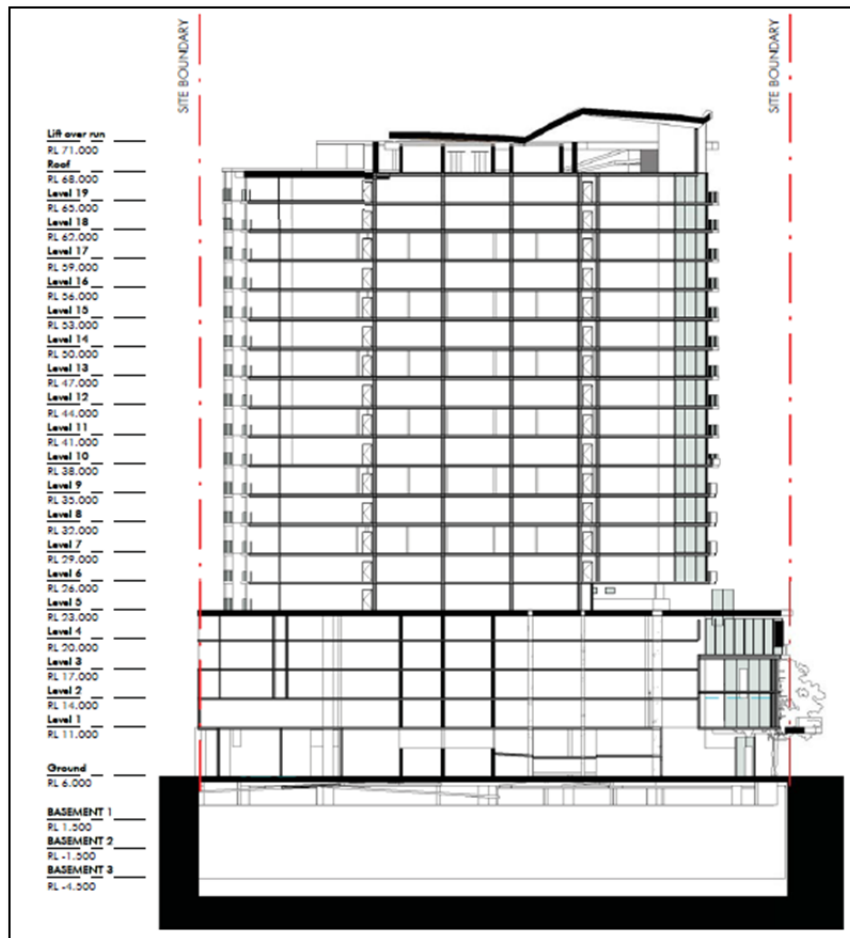 SITE BOUNDARY
SITE BOUNDARY
Lift over run
RL 71.000
Roof
RL 68.000
Level 19
RL 65.000
Level 18
RL 62.000
Level 17
RL 59.000
Level 16
RL 56.000
Level 15
RL 53.000
Level 14
RL 50.000
Level 13
RL 47.000
Level 12
RL 44.000
Level 11
RL 41.000
Level 10
RL 38.000
Level 9
RL 35.000
Level 8
RL 32.000
Level 7
RL 29.000
Level 6
RL 26.000
Level 5
RL 23.000
Level 4
RL 20.000
Level 3
RL 17.000
Level 2
RL 14.000
Level 1
RL 11.000
Ground
RL 6.000
BASEMENT 1
RL 1.500
BASEMENT 2
RL -1.500
BASEMENT 3
RL -4.500